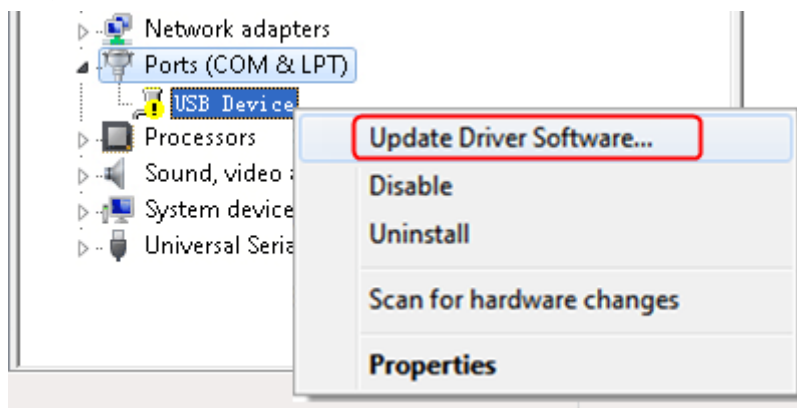 Network adapters
Ports (COM & LPT)
USB Device
Processors
Sound, video
System device
Universal Seria
Update Driver Software...
Disable
Uninstall
Scan for hardware changes
Properties